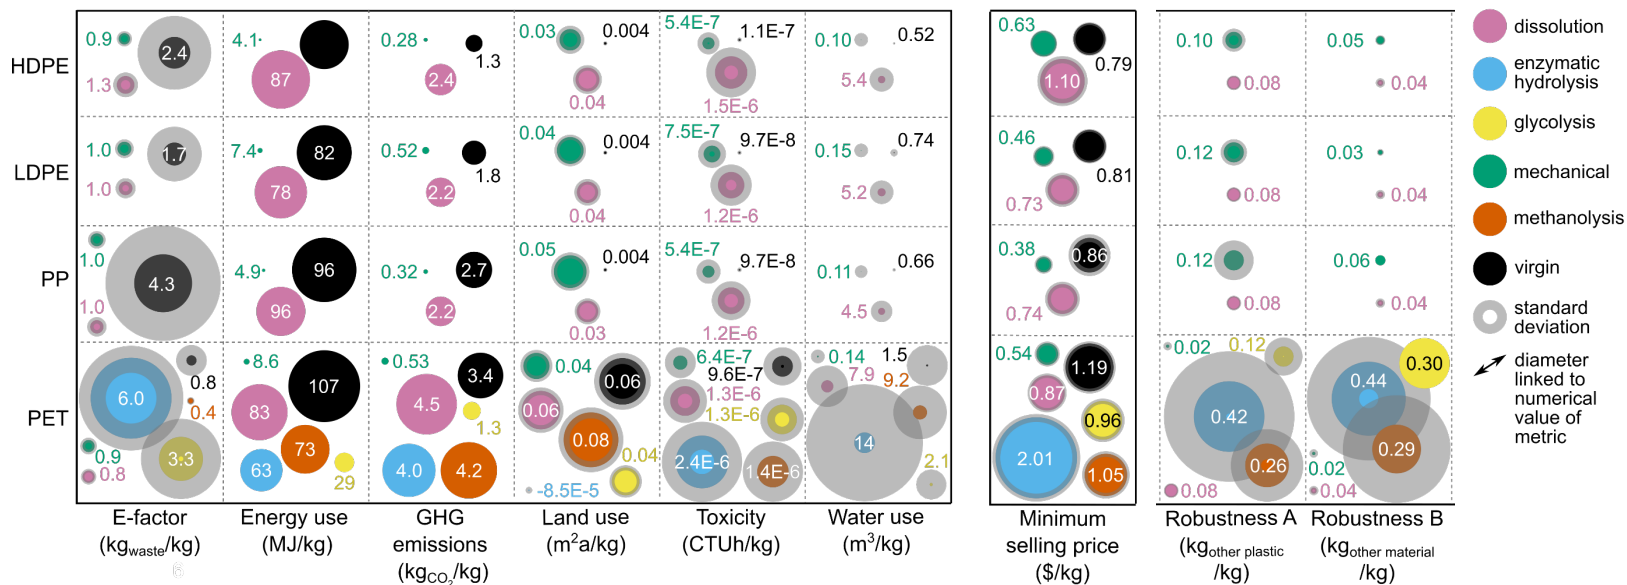 HDPE
0.9
2.4
1.3
4.1
87
0.28
1.3
2.4
0.03
0.004
0.04
5.4E-7
1.1E-7
1.5E-6
0.10
0.52
5.4
0.63
0.79
1.10
0.10
0.08
0.05
0.04
LDPE
1.0
1.7
1.0
7.4
82
78
0.52
1.8
2.2
0.04
0.004
0.04
7.5E-7
9.7E-8
1.2E-6
0.15
0.74
5.2
0.46
0.81
0.73
0.12
0.08
0.03
0.04
PP
1.0
4.3
1.0
4.9
96
96
0.32
2.7
2.2
0.05
0.004
0.03
5.4E-7
9.7E-8
1.2E-6
0.11
0.66
4.5
0.38
0.86
0.74
0.12
0.08
0.06
0.04
PET
6.0
0.8
0.4
3.3
0.9
0.8
8.6
107
83
73
63
29
0.53
3.4
4.5
1.3
4.0
4.2
0.04
0.06
0.06
0.08
0.04
-8.5E-5
6.4E-7
9.6E-7
1.3E-6
1.3E-6
2.4E-6
1.4E-6
0.14
1.5
7.9
9.2
14
2.1
0.54
1.19
0.87
0.96
2.01
1.05
0.02
0.12
0.42
0.26
0.08
0.30
0.44
0.29
0.02
0.04
E-factor
(kgwaste/kg)
Energy use
(MJ/kg)
GHG
emissions
(kgCO2/kg)
Land use
(m²a/kg)
Toxicity
(CTUh/kg)
Water use
(m³/kg)
Minimum
selling price
($/kg)
Robustness A
(kgother plastic
/kg)
Robustness B
(kgother material
/kg)
dissolution
enzymatic
hydrolysis
glycolysis
mechanical
methanolysis
virgin
standard
deviation
diameter
linked to
numerical
value of
metric